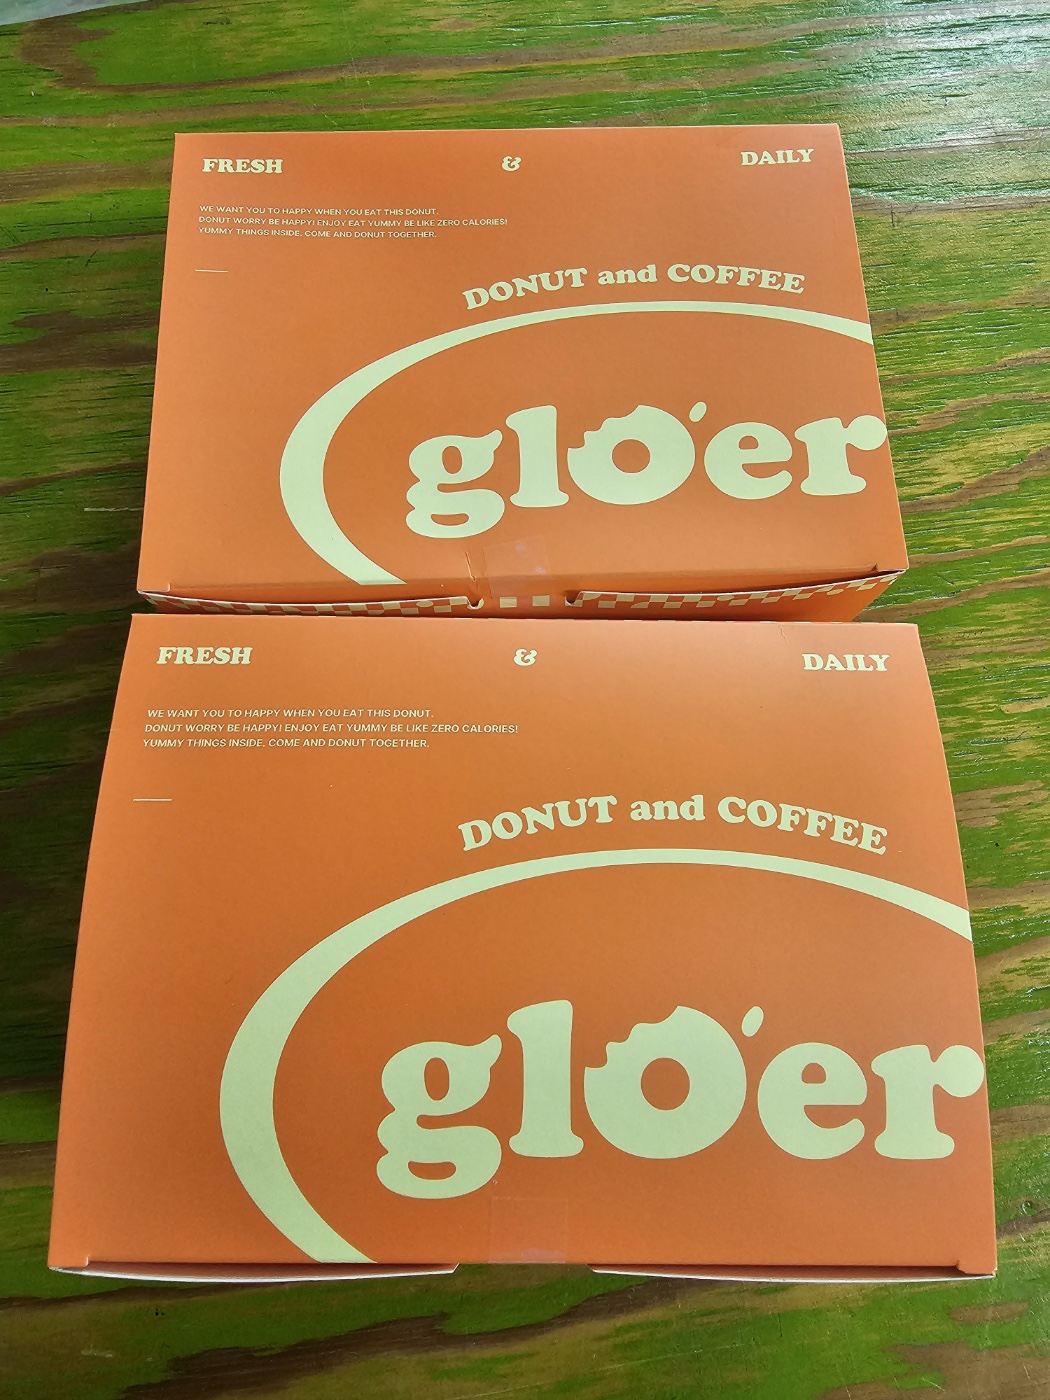 FRESH & DAILY
WE WANT YOU TO HAPPY WHEN YOU EAT THIS DONUT.
DONUT WORRY BE HAPPY! ENJOY EAT YUMMY BE LIKE ZERO CALORIES!
YUMMY THINGS INSIDE. COME AND DONUT TOGETHER.
DONUT and COFFEE
glo'er
FRESH & DAILY
WE WANT YOU TO HAPPY WHEN YOU EAT THIS DONUT.
DONUT WORRY BE HAPPY! ENJOY EAT YUMMY BE LIKE ZERO CALORIES!
YUMMY THINGS INSIDE. COME AND DONUT TOGETHER.
DONUT and COFFEE
glo'er